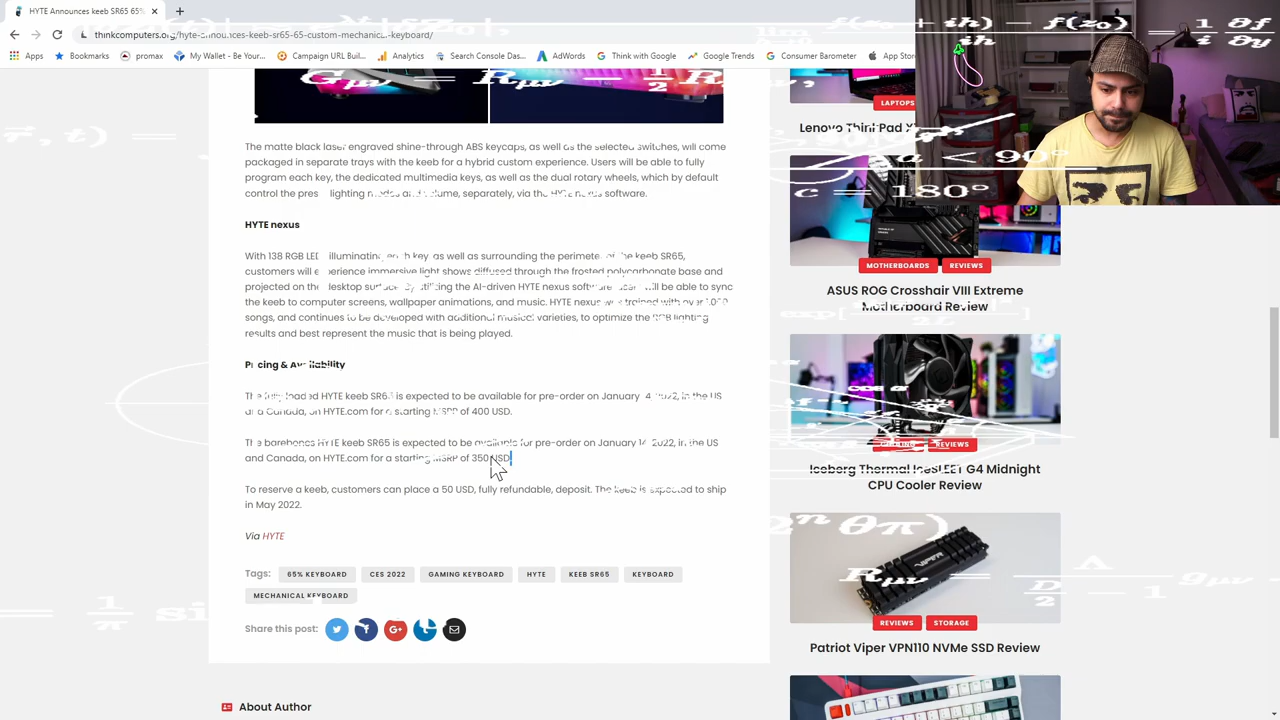 HYTE Announces keeb SR65 65%
thinkcomputers.org/hyte-announces-keeb-sr65-65-custom-mechanical-keyboard/
Apps Bookmarks promax My Wallet - Be Your... Campaign URL Buil... Analytics Search Console Das... AdWords Think with Google Google Trends Consumer Barometer App Stor
The matte black laser engraved shine-through ABS keycaps, as well as the selected switches, will come
packaged in separate trays with the keeb for a hybrid custom experience. Users will be able to fully
program each key, the dedicated multimedia keys, as well as the dual rotary wheels, which by default
control the preset lighting modes and volume, separately, via the HYTE nexus software.
HYTE nexus
With 138 RGB LED illuminating each key as well as surrounding the perimeter of the keeb SR65,
customers will experience immersive light shows diffused through the frosted polycarbonate base and
projected on the desktop surface. By utilizing the AI-driven HYTE nexus software, users will be able to sync
the keeb to computer screens, wallpaper animations, and music. HYTE nexus was trained with over 1,000
songs, and continues to be developed with additional musical varieties, to optimize the RGB lighting
results and best represent the music that is being played.
Pricing & Availability
The fully loaded HYTE keeb SR65 is expected to be available for pre-order on January 14 2022, in the US
and Canada, on HYTE.com for a starting MSRP of 400 USD.
The barebones HYTE keeb SR65 is expected to be available for pre-order on January 14 2022, in the US
and Canada, on HYTE.com for a starting MSRP of 350 USD.
To reserve a keeb, customers can place a 50 USD, fully refundable, deposit. The keeb is expected to ship
in May 2022.
Via HYTE
Tags: 65% KEYBOARD CES 2022 GAMING KEYBOARD HYTE KEEB SR65 KEYBOARD
MECHANICAL KEYBOARD
Share this post:
About Author
LAPTOPS
Lenovo ThinkPad X
MOTHERBOARDS REVIEWS
ASUS ROG Crosshair VIII Extreme
Motherboard Review
REVIEWS
Iceberg Thermal IceSLEET G4 Midnight
CPU Cooler Review
REVIEWS STORAGE
Patriot Viper VPN110 NVMe SSD Review
c = 180°
a < 90°